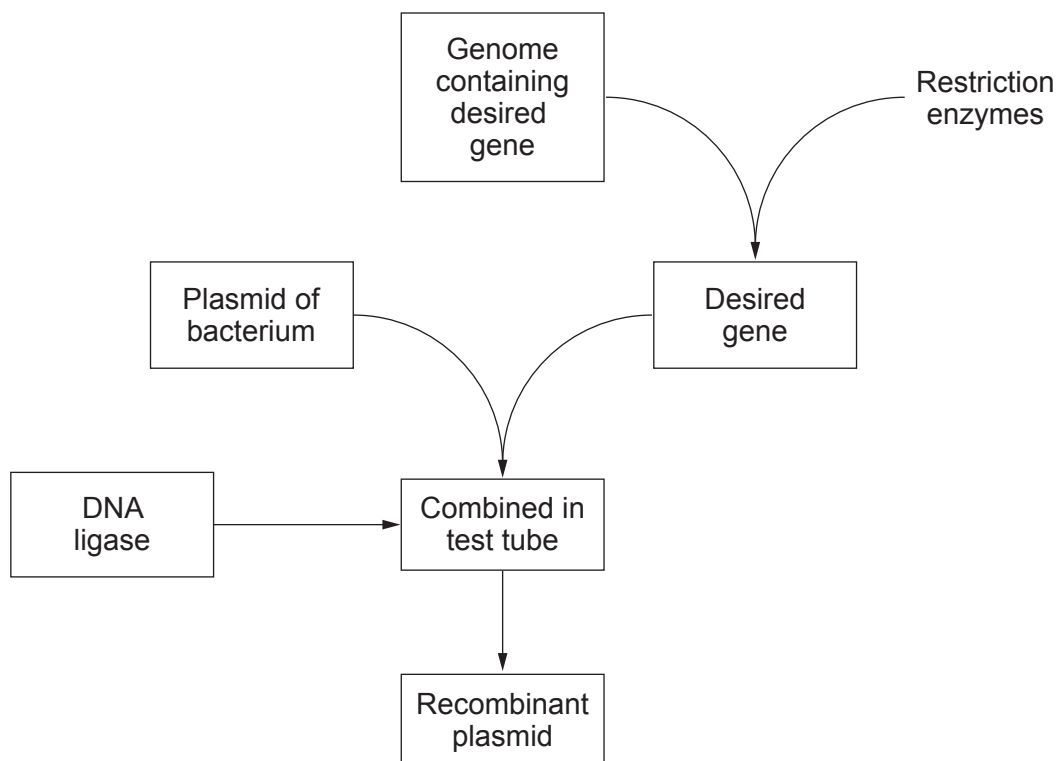 Genome
containing
desired
gene
Restriction
enzymes
Plasmid of
bacterium
Desired
gene
DNA
ligase
Combined in
test tube
Recombinant
plasmid